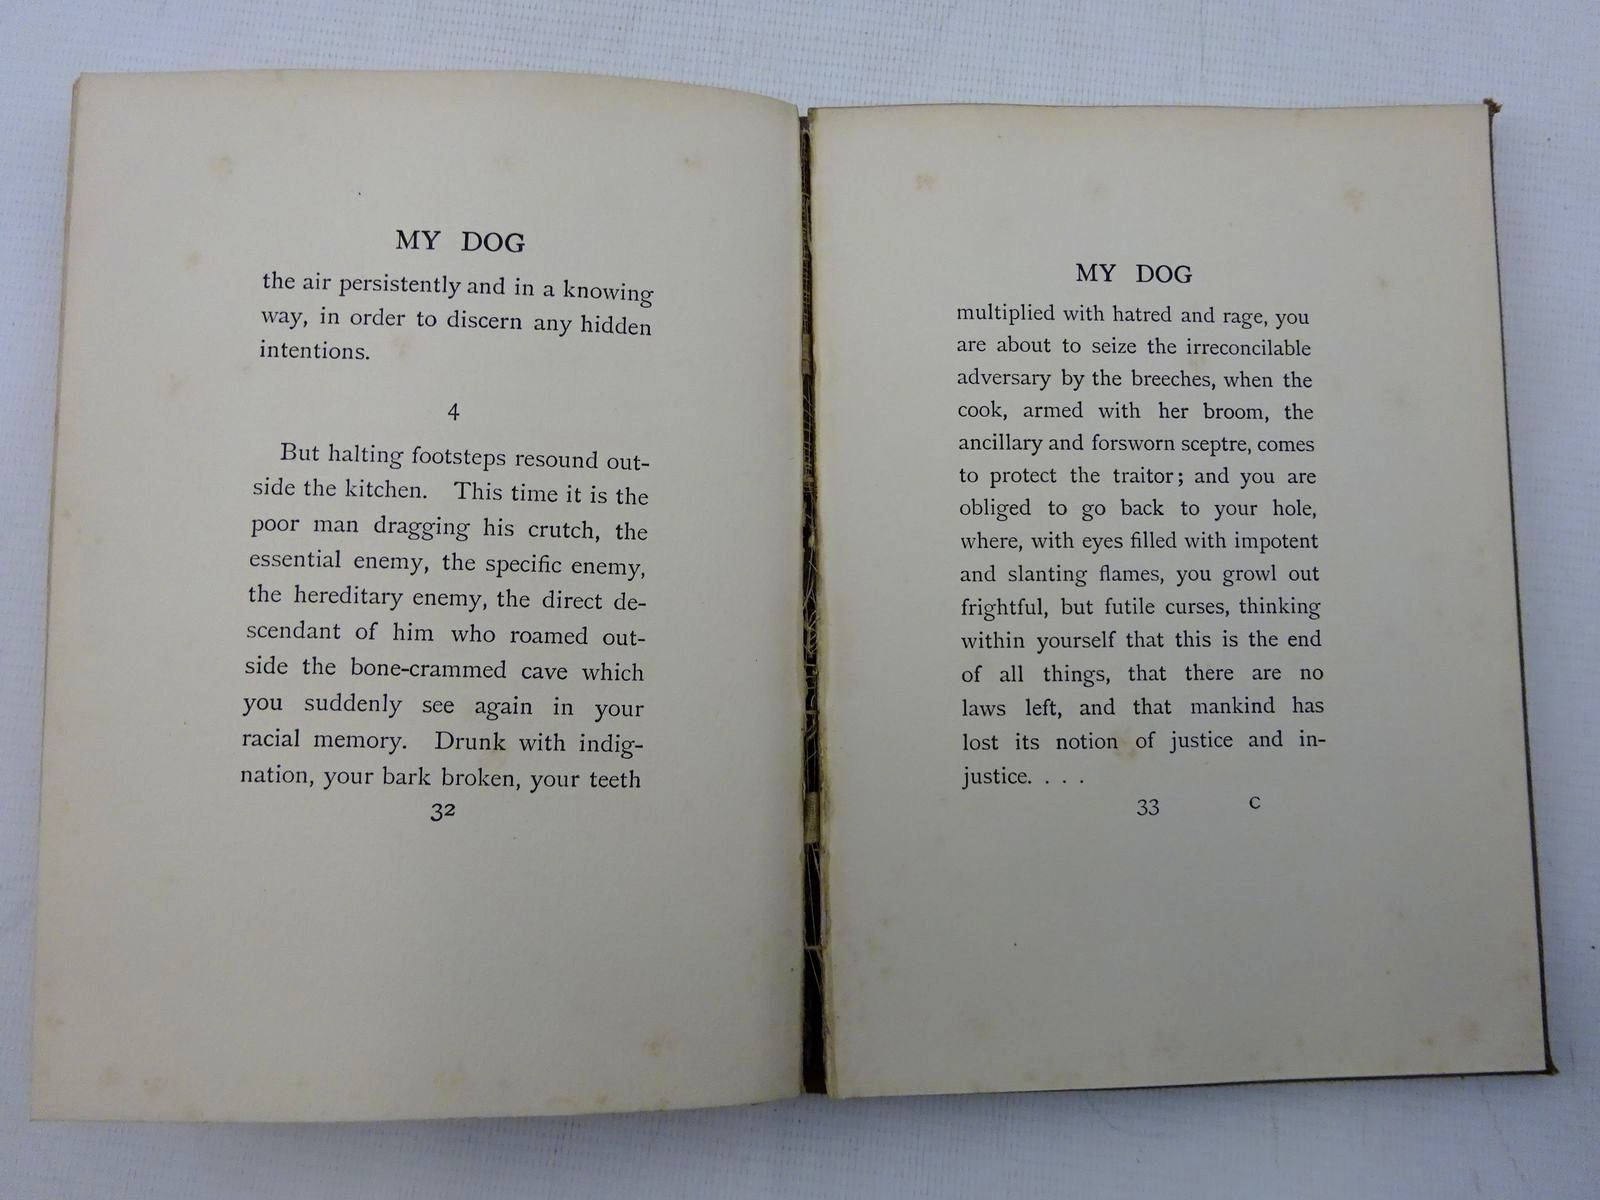 MY DOG
the air persistently and in a knowing
way, in order to discern any hidden
intentions.
4
But halting footsteps resound out-
side the kitchen. This time it is the
poor man dragging his crutch, the
essential enemy, the specific enemy,
the hereditary enemy, the direct de-
scendant of him who roamed out-
side the bone-crammed cave which
you suddenly see again in your
racial memory. Drunk with indig-
nation, your bark broken, your teeth
32
MY DOG
multiplied with hatred and rage, you
are about to seize the irreconcilable
adversary by the breeches, when the
cook, armed with her broom, the
ancillary and forsworn sceptre, comes
to protect the traitor; and you are
obliged to go back to your hole,
where, with eyes filled with impotent
and slanting flames, you growl out
frightful, but futile curses, thinking
within yourself that this is the end
of all things, that there are no
laws left, and that mankind has
lost its notion of justice and in-
justice. . . .
33 C